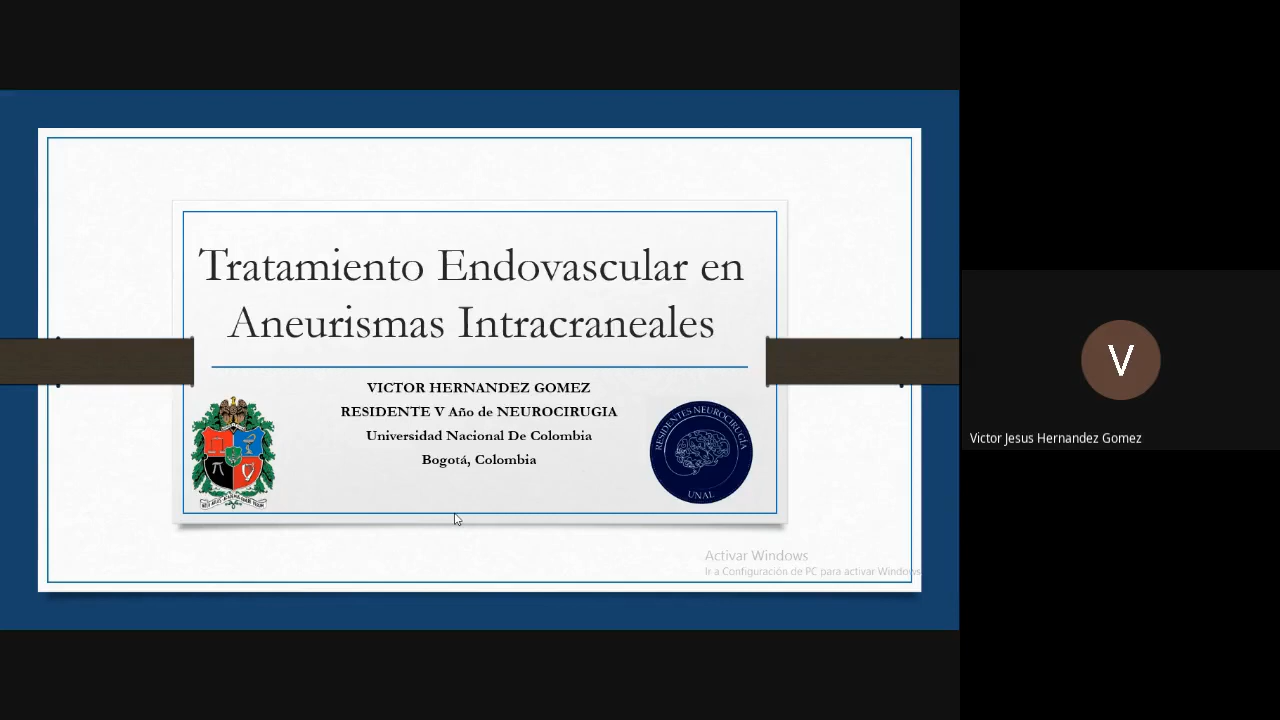 Tratamiento Endovascular en
Aneurismas Intracraneales
VICTOR HERNANDEZ GOMEZ
RESIDENTE V Año de NEUROCIRUGIA
Universidad Nacional De Colombia
Bogotá, Colombia
RESIDENTES NEUROCIRUGÍA
UNAL
Activar Windows
Ir a Configuración de PC para activar Windows
V
Victor Jesus Hernandez Gomez